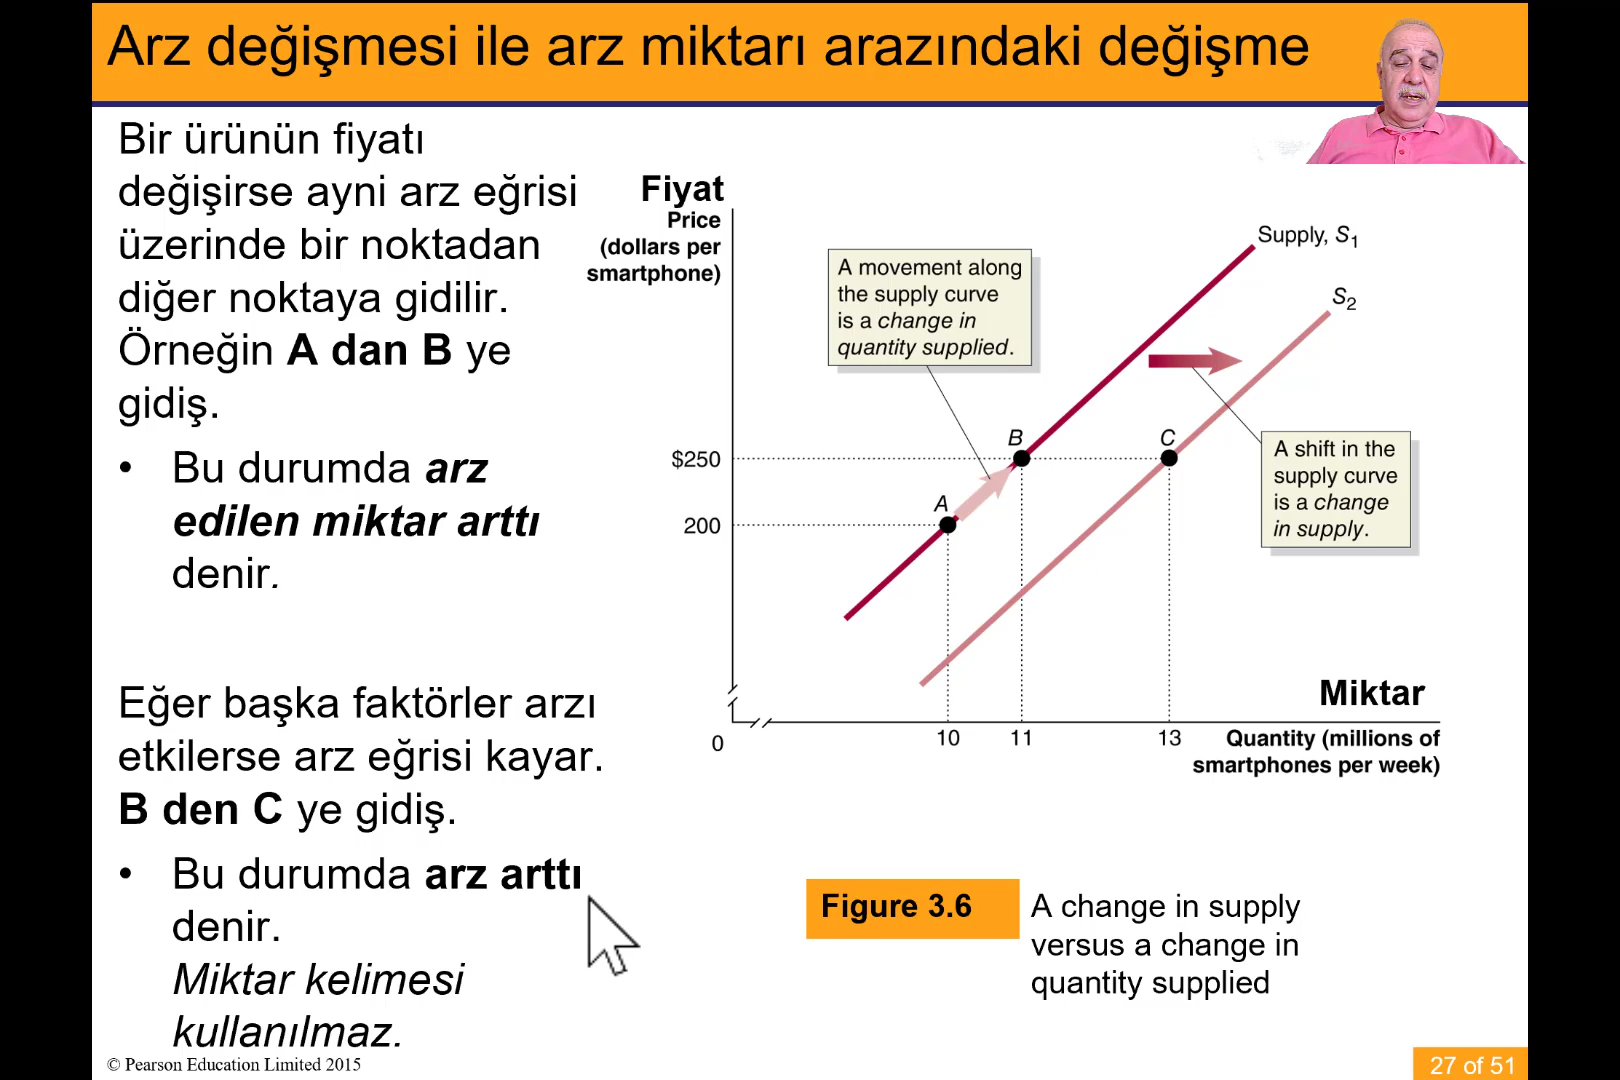 Arz değişmesi ile arz miktarı arazındaki değişme
Bir ürünün fiyatı
değişirse ayni arz eğrisi
üzerinde bir noktadan
diğer noktaya gidilir.
Örneğin A dan B ye
gidiş.
• Bu durumda arz
edilen miktar arttı
denir.
Eğer başka faktörler arzı
etkilerse arz eğrisi kayar.
B den C ye gidiş.
• Bu durumda arz arttı
denir.
Miktar kelimesi
kullanılmaz.
Fiyat
Price
(dollars per
smartphone)
A movement along
the supply curve
is a change in
quantity supplied.
Supply, S1
S2
A shift in the
supply curve
is a change
in supply.
B
C
A
$250
200
0
10
11
13
Miktar
Quantity (millions of
smartphones per week)
Figure 3.6
A change in supply
versus a change in
quantity supplied
© Pearson Education Limited 2015
27 of 51